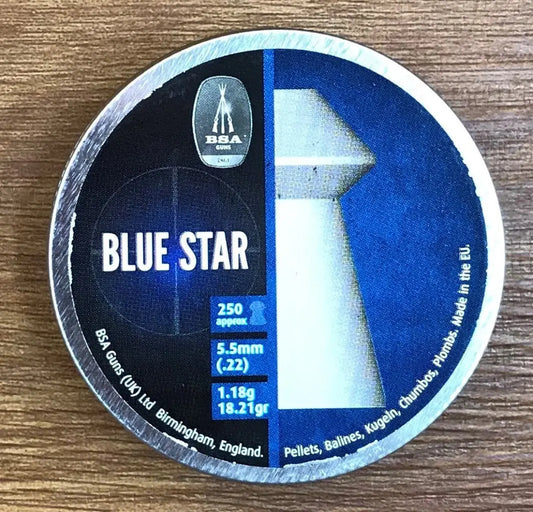 BSA
GUNS
1861
BLUE STAR
250
approx
5.5mm
(.22)
1.18g
18.21gr
BSA Guns (UK) Ltd Birmingham, England.
Pellets, Balines, Kugeln, Chumbos, Plombs. Made in the EU.